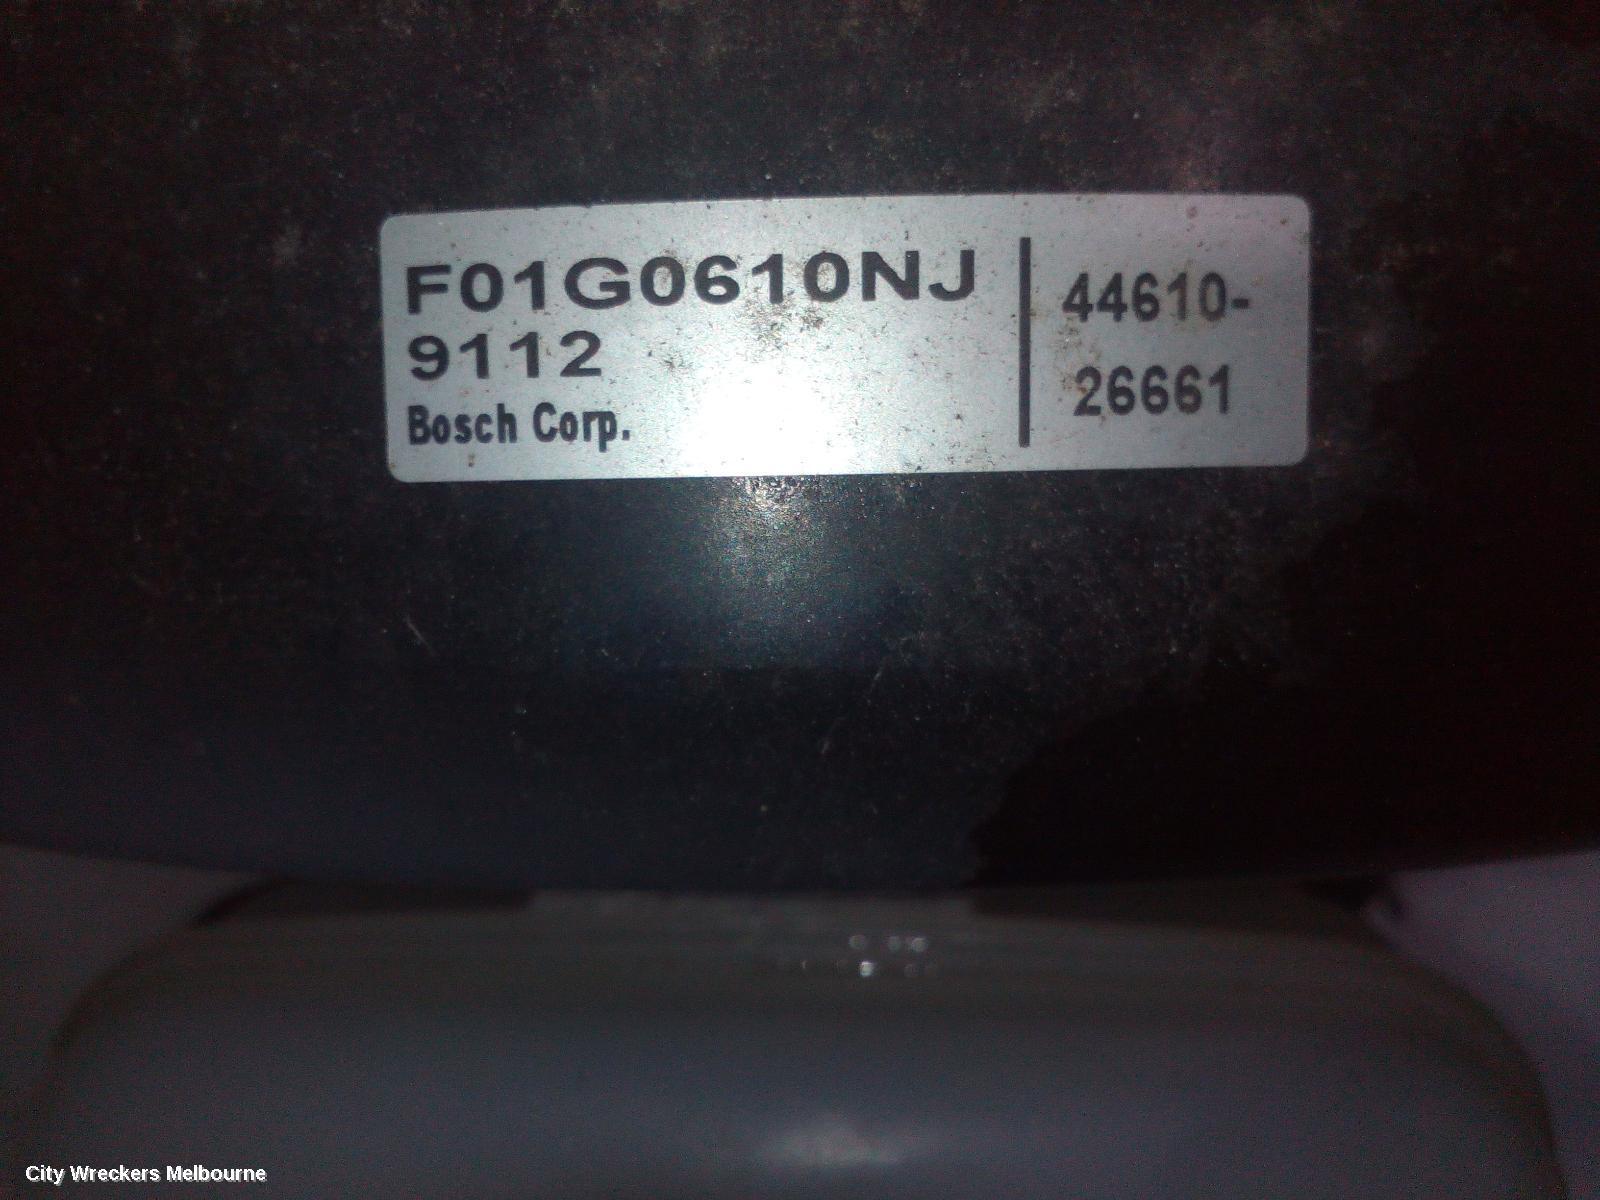 F01G0610NJ
9112
Bosch Corp.
44610-
26661
City Wreckers Melbourne